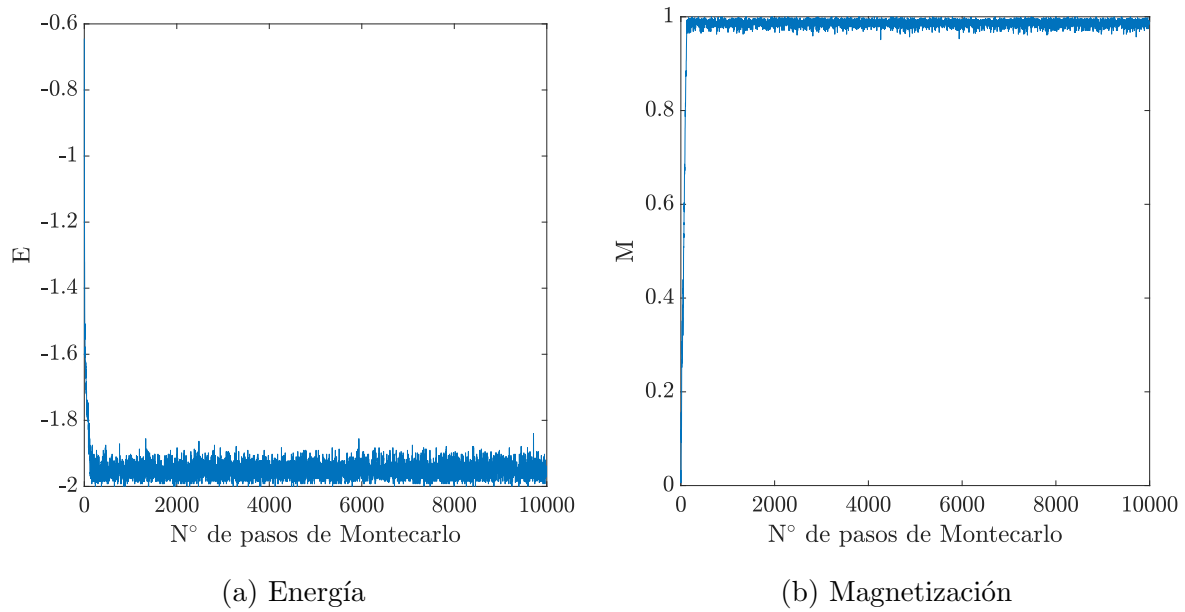 -0.6
-0.8
-1
-1.2
-1.4
-1.6
-1.8
-2
E
0 2000 4000 6000 8000 10000
N° de pasos de Montecarlo
(a) Energía
1
0.8
0.6
0.4
0.2
0
M
0 2000 4000 6000 8000 10000
N° de pasos de Montecarlo
(b) Magnetización